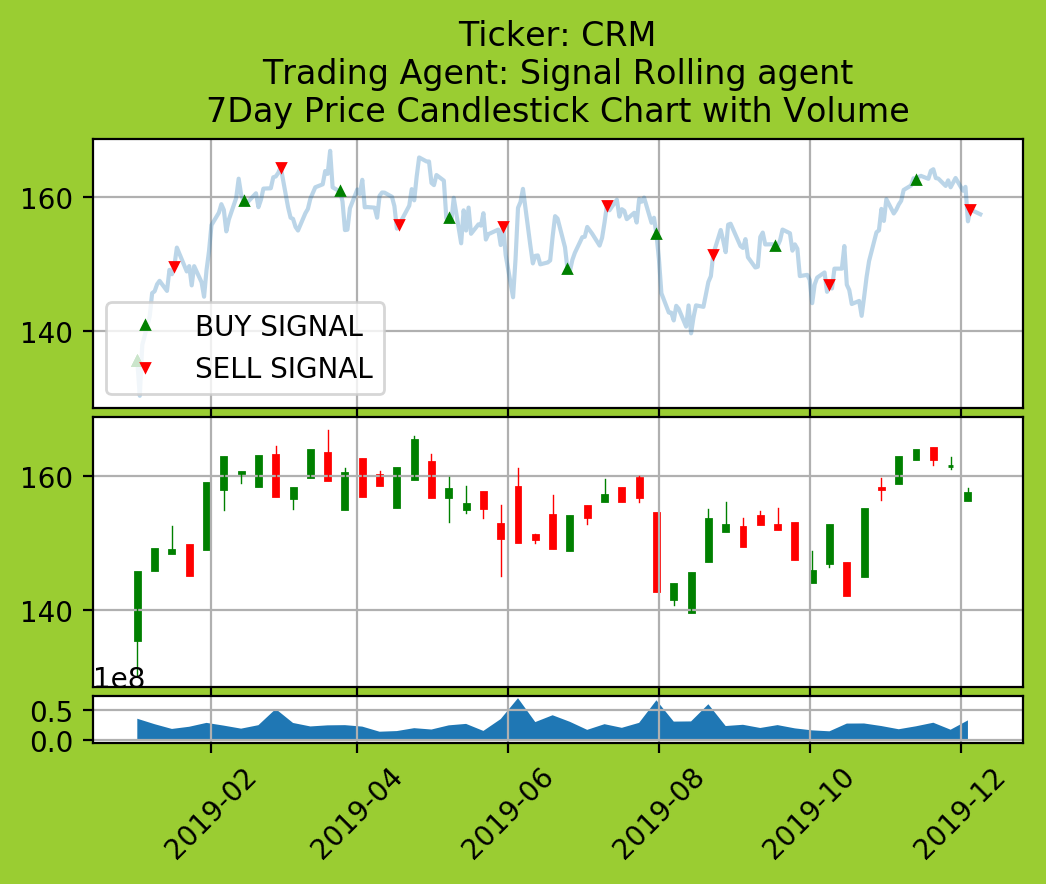 Ticker: CRM
Trading Agent: Signal Rolling agent
7Day Price Candlestick Chart with Volume
160
140
BUY SIGNAL
SELL SIGNAL
160
140
1e8
0.5
0.0
2019-02
2019-04
2019-06
2019-08
2019-10
2019-12